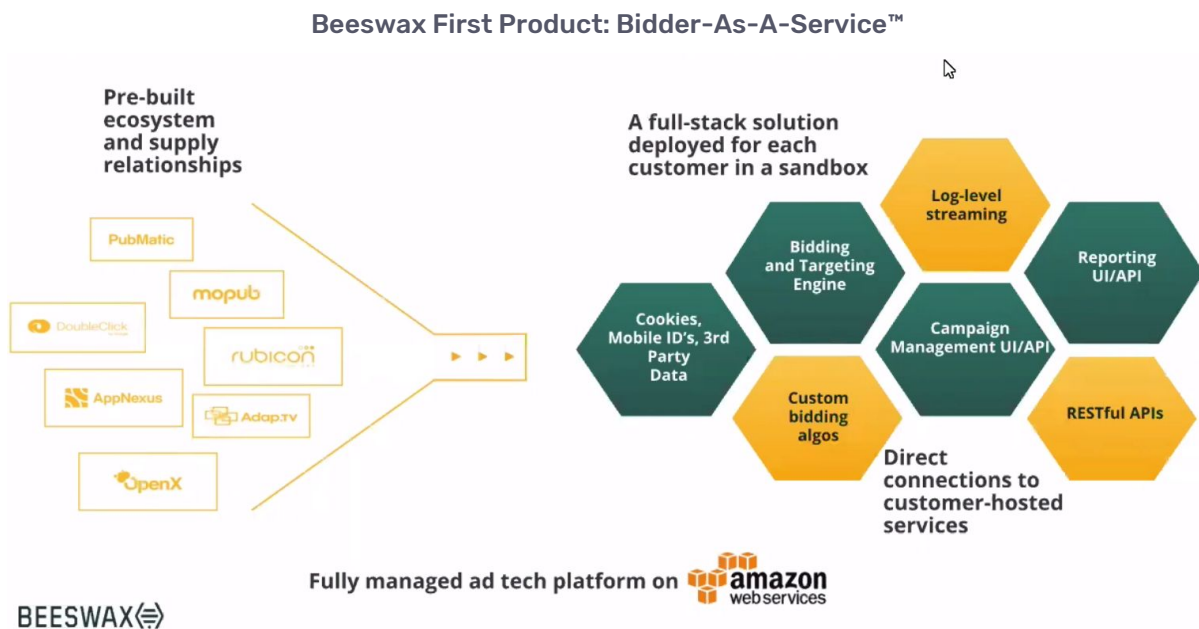 Beeswax First Product: Bidder-As-A-Service™
Pre-built
ecosystem
and supply
relationships
PubMatic
mopub
DoubleClick
rubicon
AppNexus
Adap.tv
OpenX
A full-stack solution
deployed for each
customer in a sandbox
Log-level
streaming
Bidding
and Targeting
Engine
Reporting
UI/API
Cookies,
Mobile ID's, 3rd
Party
Data
Campaign
Management UI/API
Custom
bidding
algos
RESTful APIs
Direct
connections to
customer-hosted
services
Fully managed ad tech platform on
amazon
webservices
BEESWAX